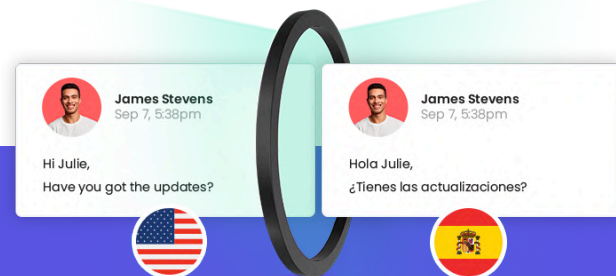 James Stevens
Sep 7, 5:38pm
Hi Julie,
Have you got the updates?
James Stevens
Sep 7, 5:38pm
Hola Julie,
¿Tienes las actualizaciones?